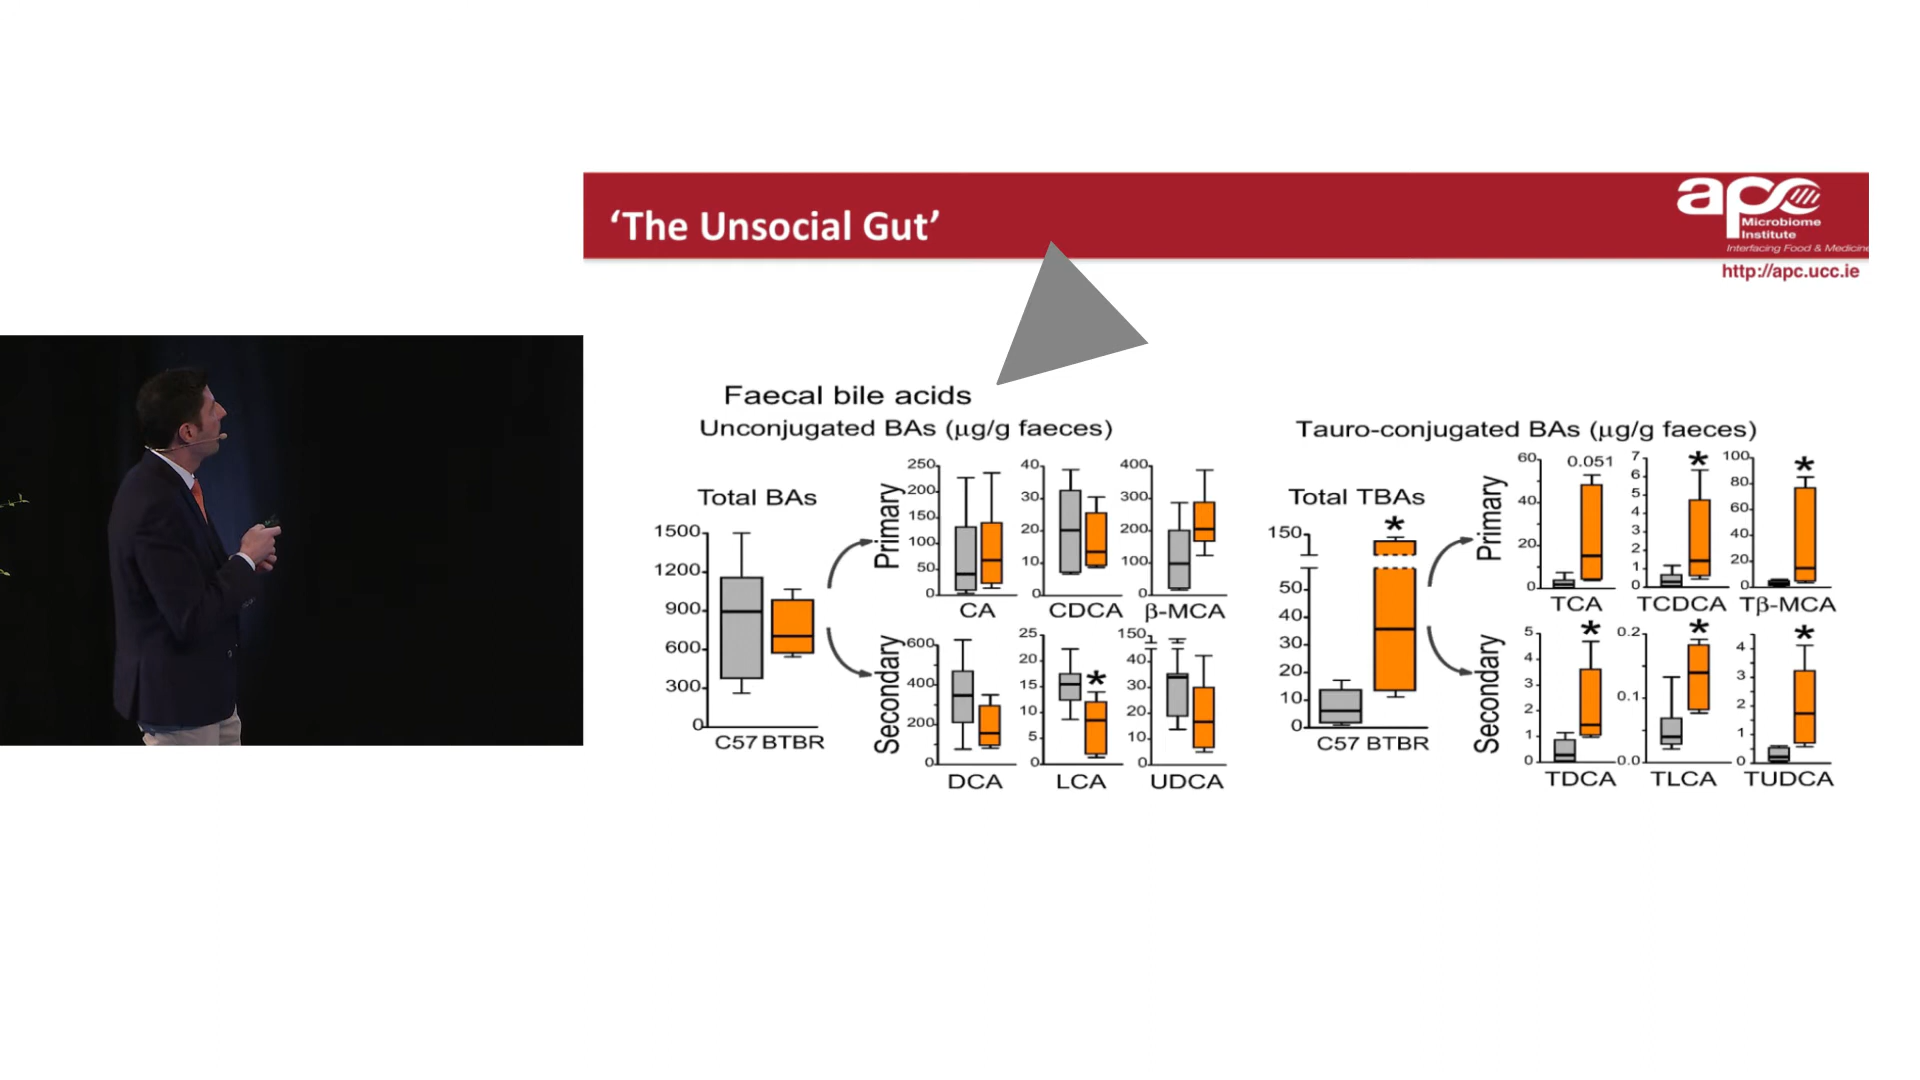 ‘The Unsocial Gut’
apc
Microbiome
Institute
Interfacing Food & Medicine
http://apc.ucc.ie
Faecal bile acids
Unconjugated BAs (µg/g faeces)
Total BAs
1500
1200
900
600
300
0
C57 BTBR
Primary
250
200
150
100
50
0
CA
40
30
20
10
0
CDCA
400
300
200
100
0
β-MCA
Secondary
600
400
200
0
DCA
25
20
15
10
5
0
*
LCA
150
40
30
20
10
0
UDCA
Tauro-conjugated BAs (µg/g faeces)
Total TBAs
*
150
50
40
30
20
10
0
C57 BTBR
Primary
60
40
20
0
0.051
TCA
7
6
5
4
3
2
1
0
*
TCDCA
100
80
60
40
20
0
*
Tβ-MCA
Secondary
5
4
3
2
1
0
*
TDCA
0.2
0.1
0.0
*
TLCA
4
3
2
1
0
*
TUDCA